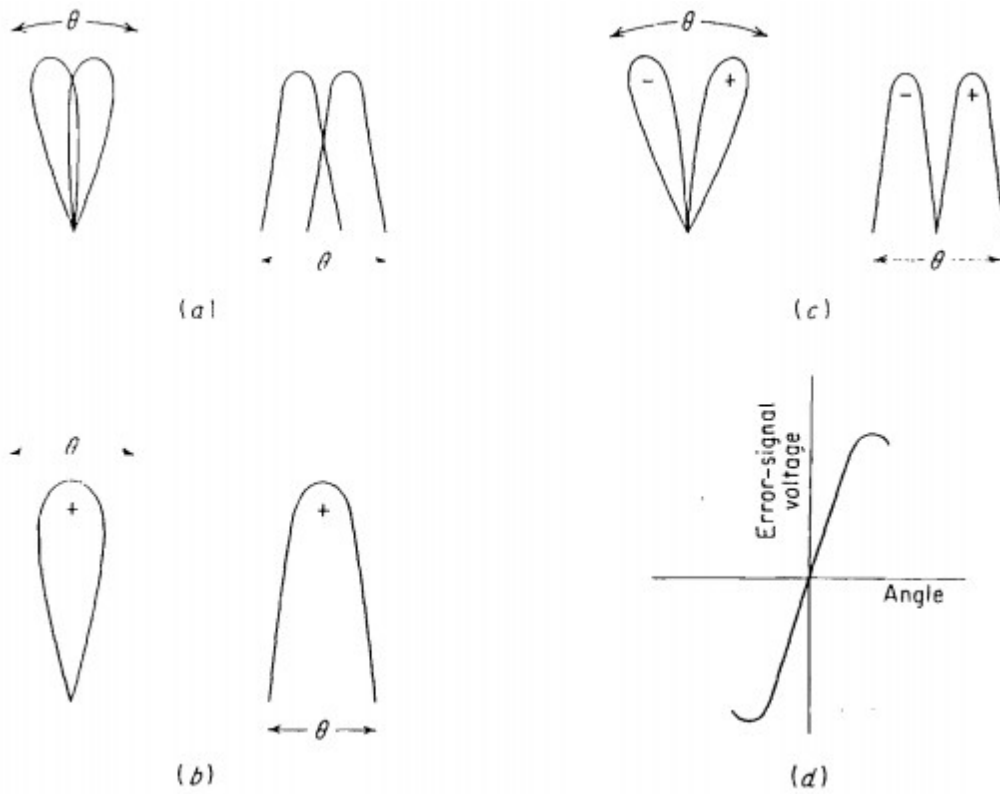 θ
θ
(a)
θ
- +
- +
θ
(c)
θ
+
+
θ
(b)
Error-signal
voltage
Angle
(d)